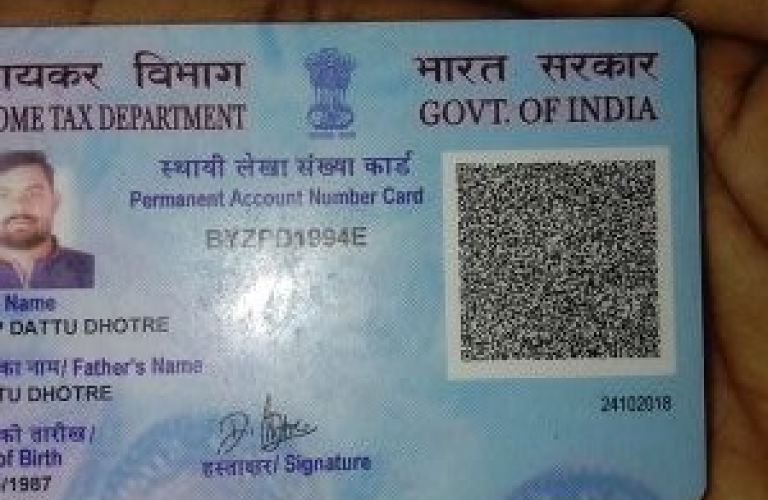 ायकर विभाग
OME TAX DEPARTMENT
भारत सरकार
GOVT. OF INDIA
स्थायी लेखा संख्या कार्ड
Permanent Account Number Card
Name
DATTU DHOTRE
का नाम/ Father's Name
TU DHOTRE
24102018
की तारीख/
of Birth
/1987
हस्ताक्षर/ Signature